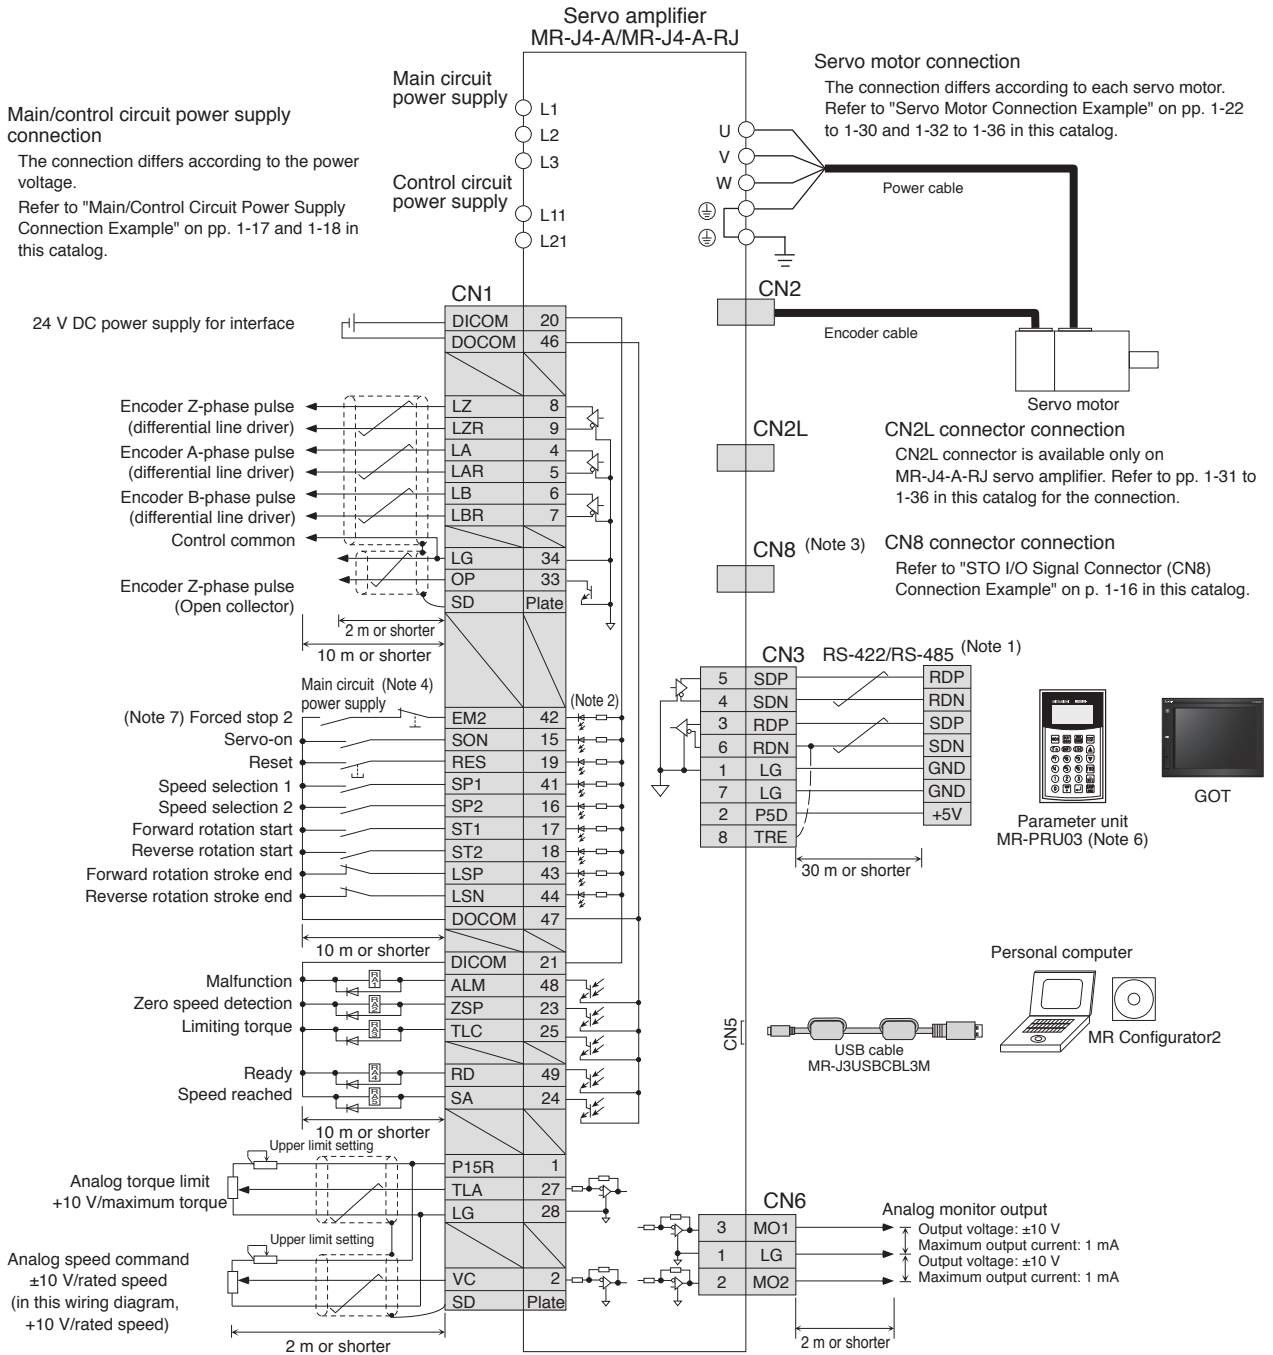 Servo amplifier
MR-J4-A/MR-J4-A-RJ
Main circuit
power supply
L1
L2
L3
Control circuit
power supply
L11
L21
Main/control circuit power supply
connection
The connection differs according to the power
voltage.
Refer to "Main/Control Circuit Power Supply
Connection Example" on pp. 1-17 and 1-18 in
this catalog.
Servo motor connection
The connection differs according to each servo motor.
Refer to "Servo Motor Connection Example" on pp. 1-22
to 1-30 and 1-32 to 1-36 in this catalog.
U
V
W
Power cable
CN2
Encoder cable
Servo motor
CN2L
CN2L connector connection
CN2L connector is available only on
MR-J4-A-RJ servo amplifier. Refer to pp. 1-31 to
1-36 in this catalog for the connection.
CN8 (Note 3)
CN8 connector connection
Refer to "STO I/O Signal Connector (CN8)
Connection Example" on p. 1-16 in this catalog.
CN1
24 V DC power supply for interface
DICOM 20
DOCOM 46
Encoder Z-phase pulse
(differential line driver)
LZ 8
LZR 9
Encoder A-phase pulse
(differential line driver)
LA 4
LAR 5
Encoder B-phase pulse
(differential line driver)
LB 6
LBR 7
Control common
LG 34
Encoder Z-phase pulse
(Open collector)
OP 33
SD Plate
2 m or shorter
10 m or shorter
Main circuit (Note 4)
power supply
(Note 2)
(Note 7) Forced stop 2 EM2 42
Servo-on SON 15
Reset RES 19
Speed selection 1 SP1 41
Speed selection 2 SP2 16
Forward rotation start ST1 17
Reverse rotation start ST2 18
Forward rotation stroke end LSP 43
Reverse rotation stroke end LSN 44
DOCOM 47
10 m or shorter
DICOM 21
Malfunction RA1 ALM 48
Zero speed detection RA2 ZSP 23
Limiting torque RA3 TLC 25
Ready RA4 RD 49
Speed reached RA5 SA 24
10 m or shorter
Upper limit setting
Analog torque limit
+10 V/maximum torque
P15R 1
TLA 27
LG 28
Upper limit setting
Analog speed command
±10 V/rated speed
(in this wiring diagram,
+10 V/rated speed)
VC 2
SD Plate
2 m or shorter
CN3
RS-422/RS-485 (Note 1)
5 SDP RDP
4 SDN RDN
3 RDP SDP
6 RDN SDN
1 LG GND
7 LG GND
2 P5D +5V
8 TRE
30 m or shorter
Parameter unit
MR-PRU03 (Note 6)
GOT
CN5
USB cable
MR-J3USBCBL3M
Personal computer
MR Configurator2
CN6
3 MO1
1 LG
2 MO2
Analog monitor output
Output voltage: ±10 V
Maximum output current: 1 mA
Output voltage: ±10 V
Maximum output current: 1 mA
2 m or shorter